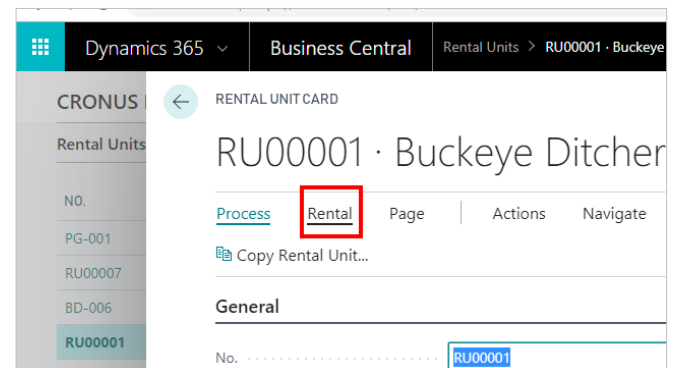 Dynamics 365 Business Central Rental Units > RU00001 · Buckeye
CRONUS
RENTAL UNIT CARD
Rental Units
RU00001 · Buckeye Ditcher
NO.
Process Rental Page Actions Navigate
PG-001
Copy Rental Unit...
RU00007
BD-006
General
RU00001
No. RU00001